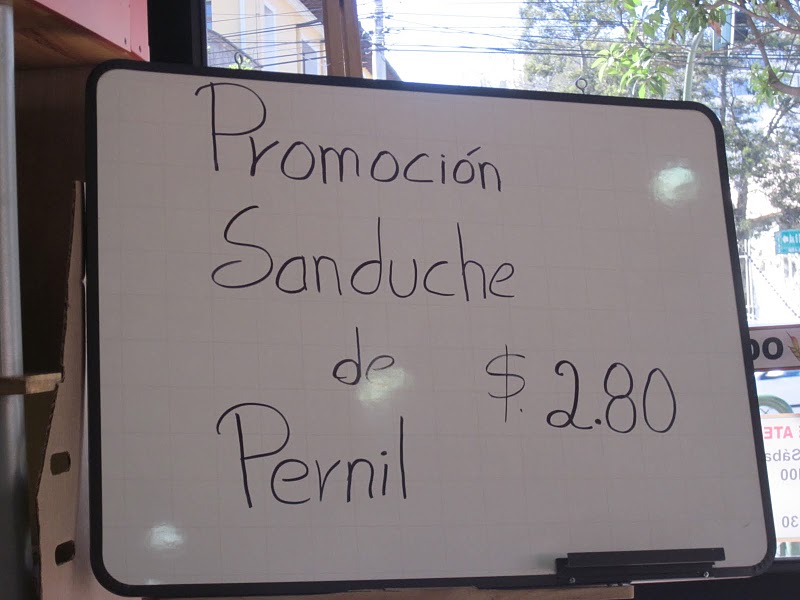 Promoción
Sanduche
de $. 2.80
Pernil